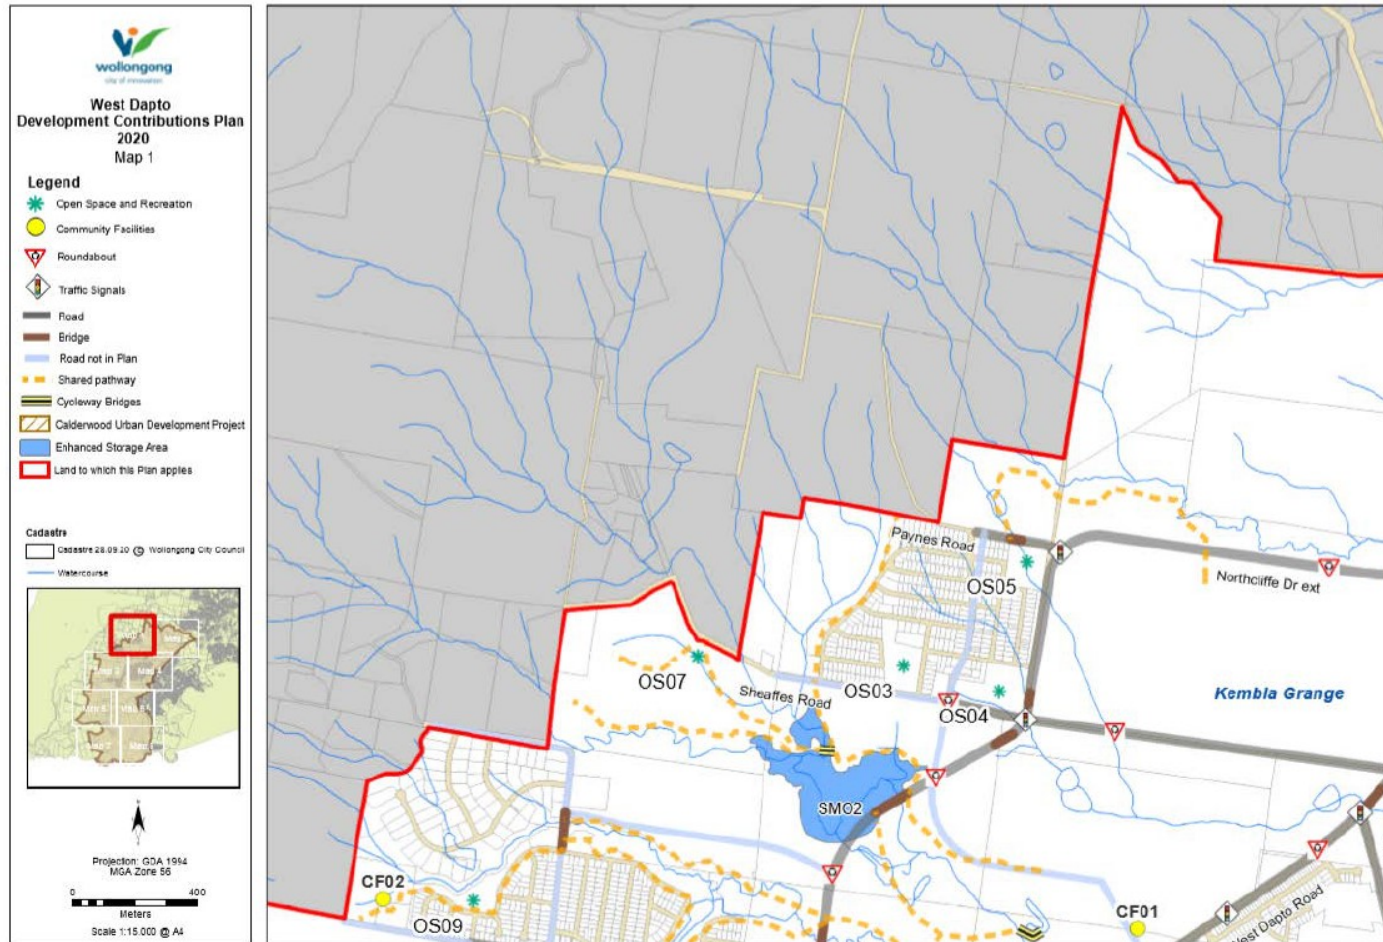 wollongong
city of innovation
West Dapto
Development Contributions Plan
2020
Map 1
Legend
Open Space and Recreation
Community Facilities
Roundabout
Traffic Signals
Road
Bridge
Road not in Plan
Shared pathway
Cycleway Bridges
Calderwood Urban Development Project
Enhanced Storage Area
Land to which this Plan applies
Cadastre
Cadastre 28.09.20 © Wollongong City Council
Watercourse
Projection: GDA 1994
MGA Zone 56
0 400
Meters
Scale 1:15,000 @ A4
Paynes Road
OS05
Northcliffe Dr ext
OS07
Sheaffes Road
OS03
OS04
Kembla Grange
SM02
CF02
OS09
CF01
West Dapto Road